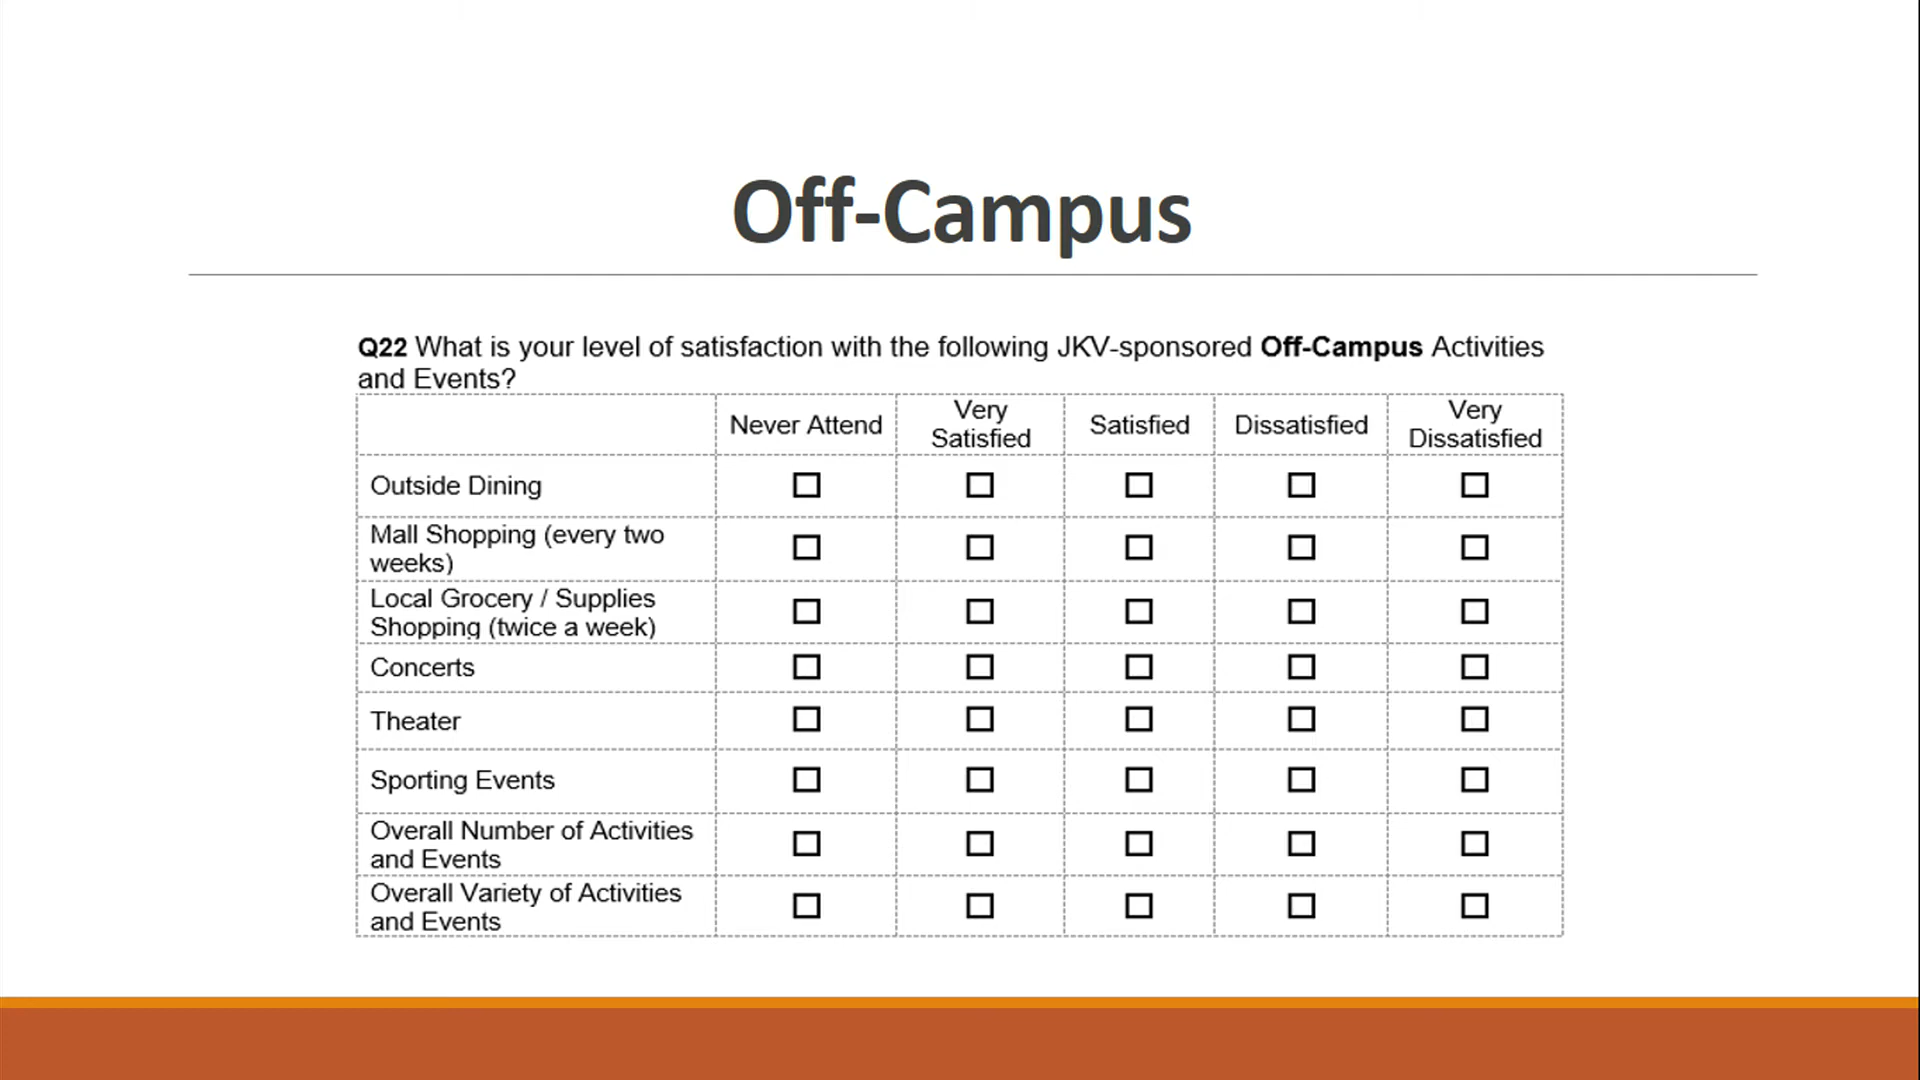 Off-Campus
Q22 What is your level of satisfaction with the following JKV-sponsored Off-Campus Activities
and Events?
Never Attend
Very
Satisfied
Satisfied
Dissatisfied
Very
Dissatisfied
Outside Dining
Mall Shopping (every two
weeks)
Local Grocery / Supplies
Shopping (twice a week)
Concerts
Theater
Sporting Events
Overall Number of Activities
and Events
Overall Variety of Activities
and Events